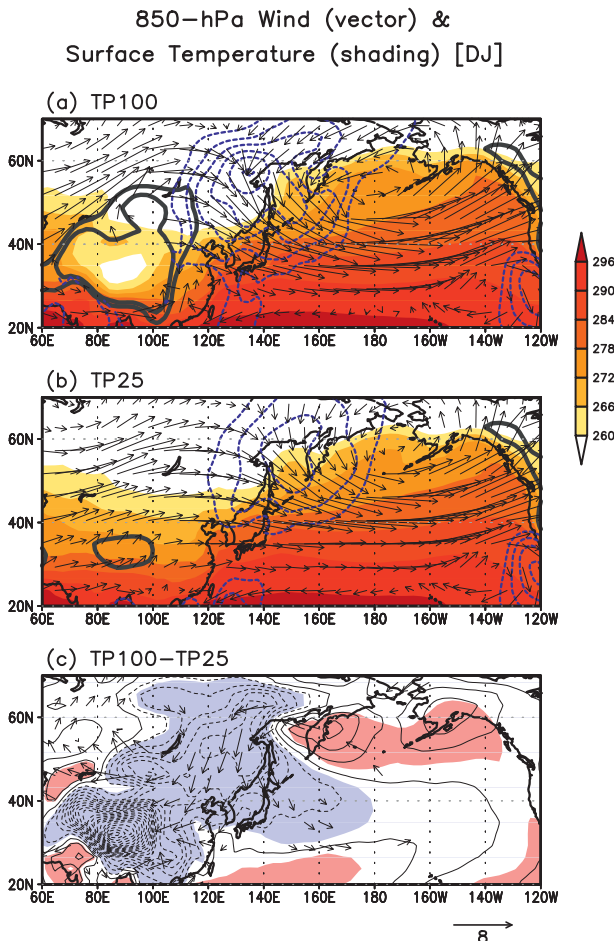 850−hPa Wind (vector) &
Surface Temperature (shading) [DJ]
(a) TP100
60N
40N
20N
60E 80E 100E 120E 140E 160E 180 160W 140W 120W
296
290
284
278
272
266
260
(b) TP25
60N
40N
20N
60E 80E 100E 120E 140E 160E 180 160W 140W 120W
(c) TP100−TP25
60N
40N
20N
60E 80E 100E 120E 140E 160E 180 160W 140W 120W
8